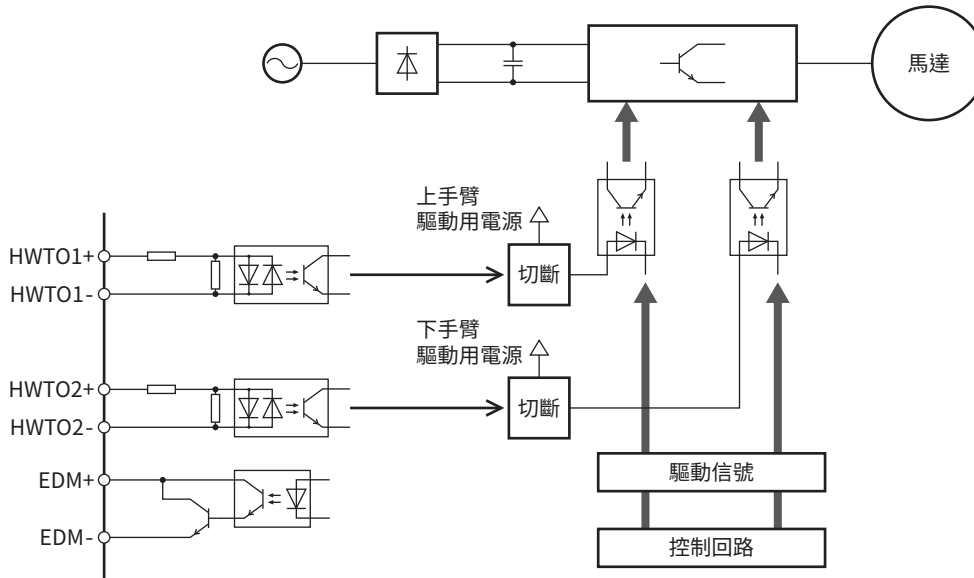 馬達
上手臂
驅動用電源
HWTO1+
切斷
HWTO1-
下手臂
驅動用電源
HWTO2+
切斷
HWTO2-
EDM+
驅動信號
EDM-
控制回路